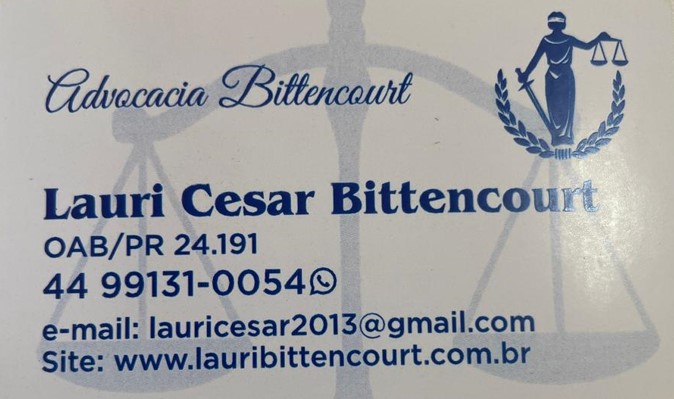 Advocacia Bittencourt
Lauri Cesar Bittencourt
OAB/PR 24.191
44 99131-0054
e-mail: lauricesar2013@gmail.com
Site: www.lauribittencourt.com.br